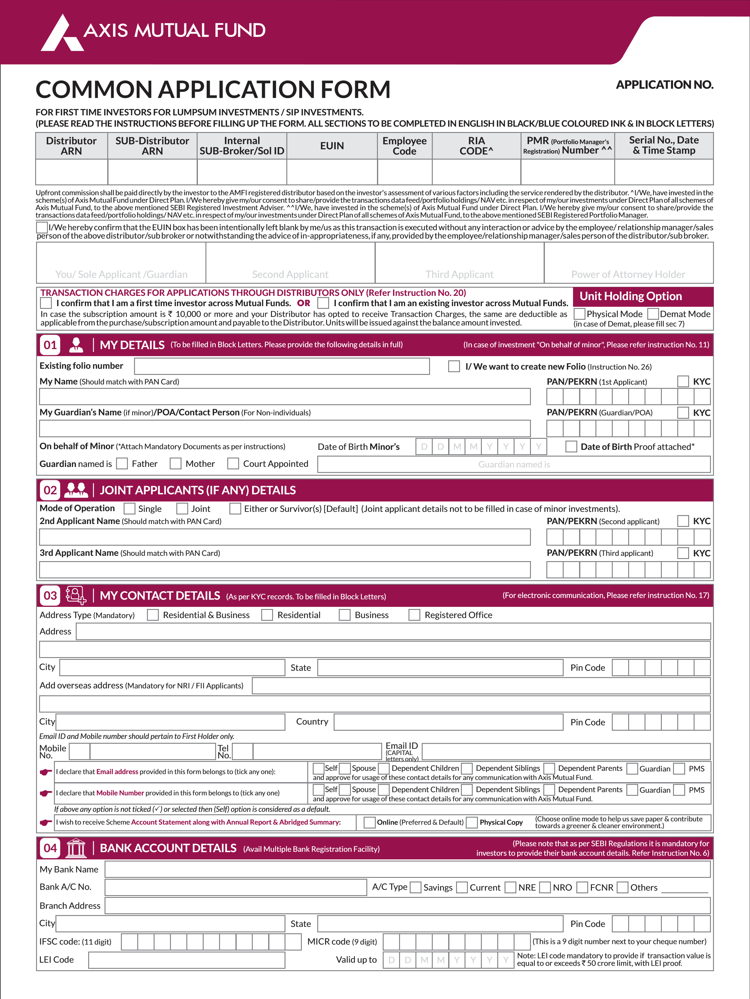 AXIS MUTUAL FUND
COMMON APPLICATION FORM
APPLICATION NO.
FOR FIRST TIME INVESTORS FOR LUMPSUM INVESTMENTS / SIP INVESTMENTS.
(PLEASE READ THE INSTRUCTIONS BEFORE FILLING UP THE FORM. ALL SECTIONS TO BE COMPLETED IN ENGLISH IN BLACK/BLUE COLOURED INK & IN BLOCK LETTERS)
Distributor ARN
SUB-Distributor ARN
Internal SUB-Broker/Sol ID
EUIN
Employee Code
RIA CODE^
PMR (Portfolio Manager's Registration) Number ^^
Serial No., Date & Time Stamp
Upfront commission shall be paid directly by the investor to the AMFI registered distributor based on the investor's assessment of various factors including the service rendered by the distributor. ^I/We, have invested in the
scheme(s) of Axis Mutual Fund under Direct Plan. I/We hereby give my/our consent to share/provide the transactions data feed/portfolio holdings/ NAV etc. in respect of my/our investments under Direct Plan of all schemes of
Axis Mutual Fund, to the above mentioned SEBI Registered Investment Adviser. ^^I/We, have invested in the scheme(s) of Axis Mutual Fund under Direct Plan. I/We hereby give my/our consent to share/provide the
transactions data feed/portfolio holdings/ NAV etc. in respect of my/our investments under Direct Plan of all schemes of Axis Mutual Fund, to the above mentioned SEBI Registered Portfolio Manager.
I/We hereby confirm that the EUIN box has been intentionally left blank by me/us as this transaction is executed without any interaction or advice by the employee/ relationship manager/sales
person of the above distributor/sub broker or notwithstanding the advice of in-appropriateness, if any, provided by the employee/relationship manager/sales person of the distributor/sub broker.
You/ Sole Applicant /Guardian
Second Applicant
Third Applicant
Power of Attorney Holder
TRANSACTION CHARGES FOR APPLICATIONS THROUGH DISTRIBUTORS ONLY (Refer Instruction No. 20)
I confirm that I am a first time investor across Mutual Funds. OR I confirm that I am an existing investor across Mutual Funds.
In case the subscription amount is ₹ 10,000 or more and your Distributor has opted to receive Transaction Charges, the same are deductible as
applicable from the purchase/subscription amount and payable to the Distributor. Units will be issued against the balance amount invested.
Unit Holding Option
Physical Mode Demat Mode
(in case of Demat, please fill sec 7)
01 MY DETAILS (To be filled in Block Letters. Please provide the following details in full) (In case of investment "On behalf of minor", Please refer instruction No. 11)
Existing folio number I/ We want to create new Folio (Instruction No. 26)
My Name (Should match with PAN Card) PAN/PEKRN (1st Applicant) KYC
My Guardian's Name (if minor)/POA/Contact Person (For Non-individuals) PAN/PEKRN (Guardian/POA) KYC
On behalf of Minor (*Attach Mandatory Documents as per instructions) Date of Birth Minor's D D M M Y Y Y Y Date of Birth Proof attached*
Guardian named is Father Mother Court Appointed Guardian named is
02 JOINT APPLICANTS (IF ANY) DETAILS
Mode of Operation Single Joint Either or Survivor(s) [Default] (Joint applicant details not to be filled in case of minor investments).
2nd Applicant Name (Should match with PAN Card) PAN/PEKRN (Second applicant) KYC
3rd Applicant Name (Should match with PAN Card) PAN/PEKRN (Third applicant) KYC
03 MY CONTACT DETAILS (As per KYC records. To be filled in Block Letters) (For electronic communication, Please refer instruction No. 17)
Address Type (Mandatory) Residential & Business Residential Business Registered Office
Address
City State Pin Code
Add overseas address (Mandatory for NRI / FII Applicants)
City Country Pin Code
Email ID and Mobile number should pertain to First Holder only.
Mobile No. Tel No. Email ID (CAPITAL letters only)
I declare that Email address provided in this form belongs to (tick any one): Self Spouse Dependent Children Dependent Siblings Dependent Parents Guardian PMS
and approve for usage of these contact details for any communication with Axis Mutual Fund.
I declare that Mobile Number provided in this form belongs to (tick any one) Self Spouse Dependent Children Dependent Siblings Dependent Parents Guardian PMS
and approve for usage of these contact details for any communication with Axis Mutual Fund.
If above any option is not ticked (✓) or selected then (Self) option is considered as a default.
I wish to receive Scheme Account Statement along with Annual Report & Abridged Summary: Online (Preferred & Default) Physical Copy
(Choose online mode to help us save paper & contribute
towards a greener & cleaner environment.)
04 BANK BANK ACCOUNT DETAILS (Avail Multiple Bank Registration Facility)
(Please note that as per SEBI Regulations it is mandatory for
investors to provide their bank account details. Refer Instruction No. 6)
My Bank Name
Bank A/C No. A/C Type Savings Current NRE NRO FCNR Others
Branch Address
City State Pin Code
IFSC code: (11 digit) MICR code (9 digit) (This is a 9 digit number next to your cheque number)
LEI Code Valid up to D D M M Y Y Y Y
Note: LEI code mandatory to provide if transaction value is
equal to or exceeds ₹ 50 crore limit, with LEI proof.